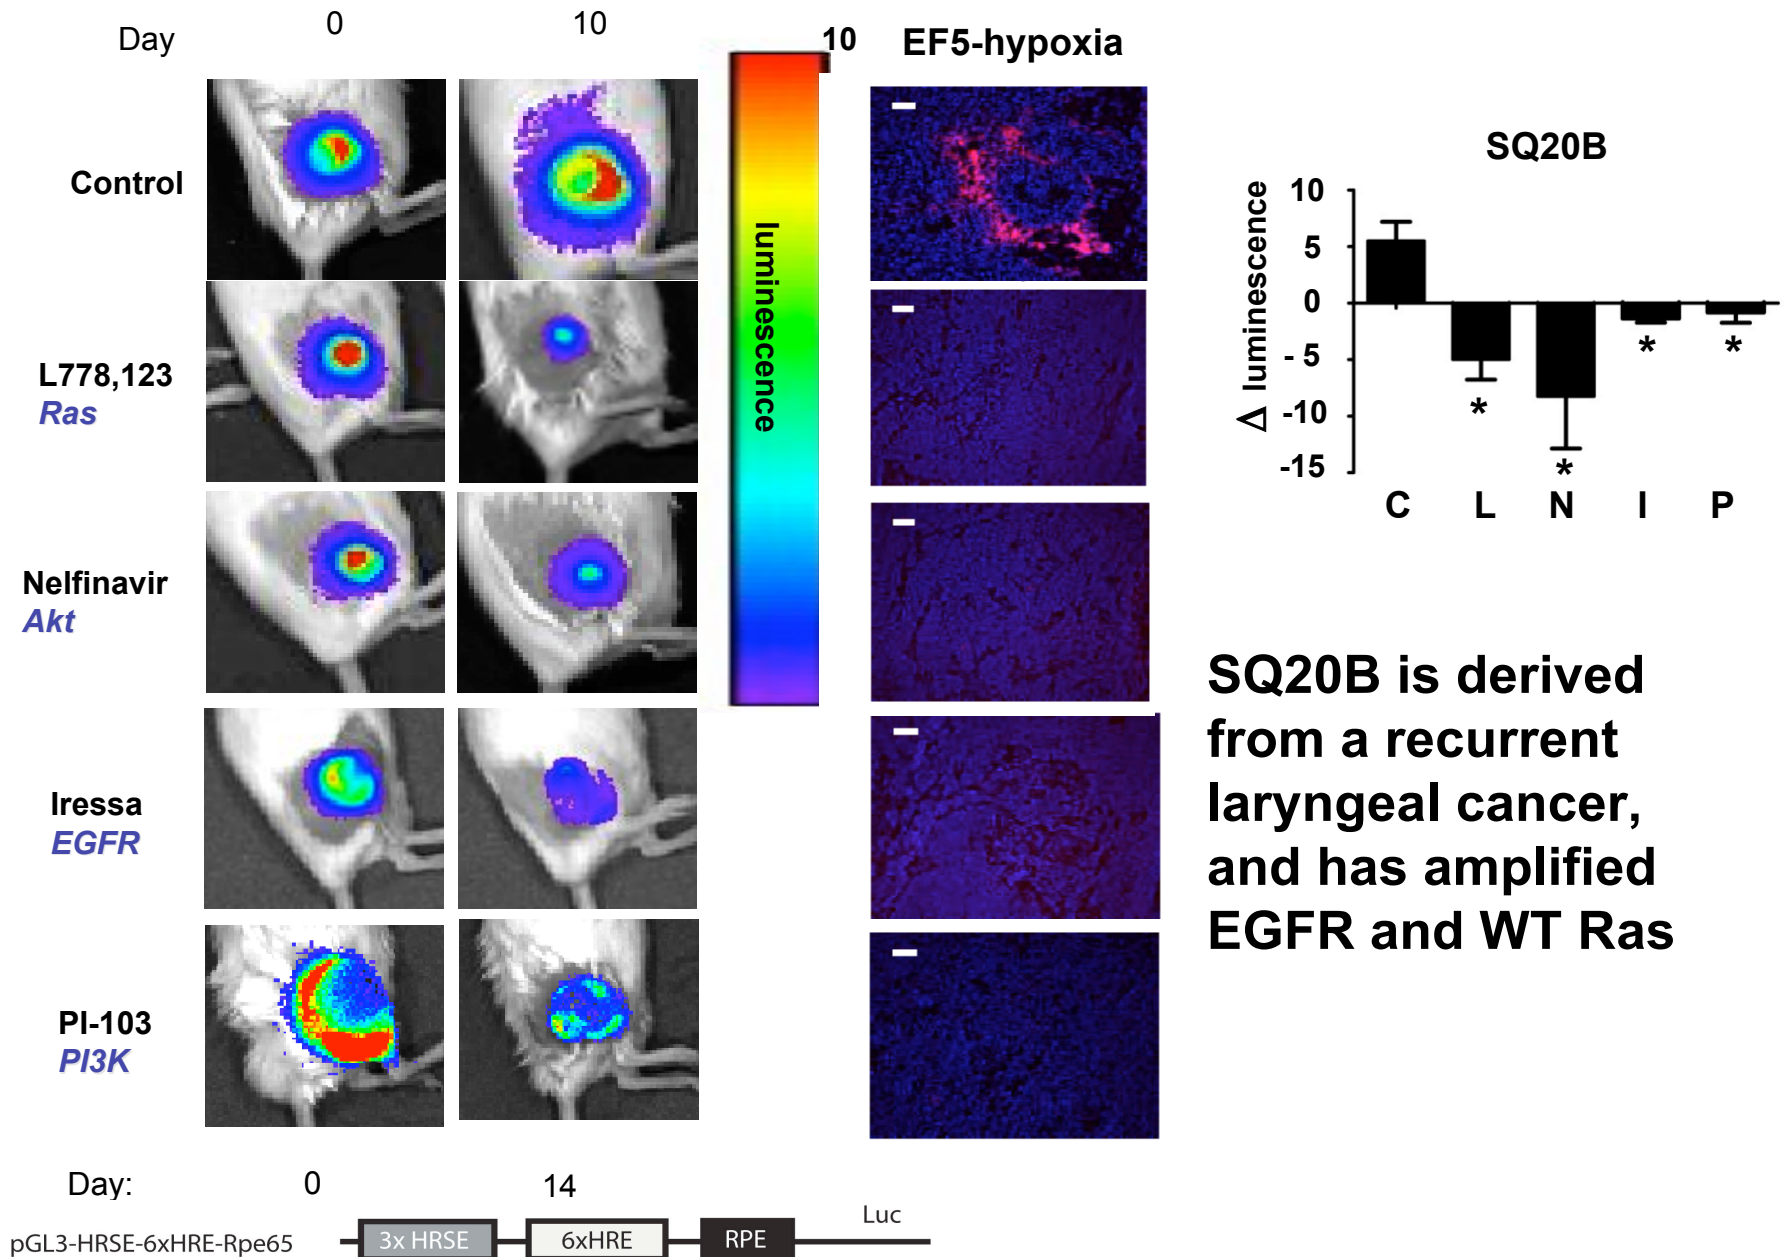 Day 0 10
10 EF5-hypoxia
Control
L778,123
Ras
Nelfinavir
Akt
Iressa
EGFR
PI-103
PI3K
luminescence
SQ20B
Δ luminescence
10
5
0
- 5
-10
-15
* * * *
C L N I P
SQ20B is derived
from a recurrent
laryngeal cancer,
and has amplified
EGFR and WT Ras
Day: 0 14
pGL3-HRSE-6xHRE-Rpe65 3x HRSE 6xHRE RPE Luc